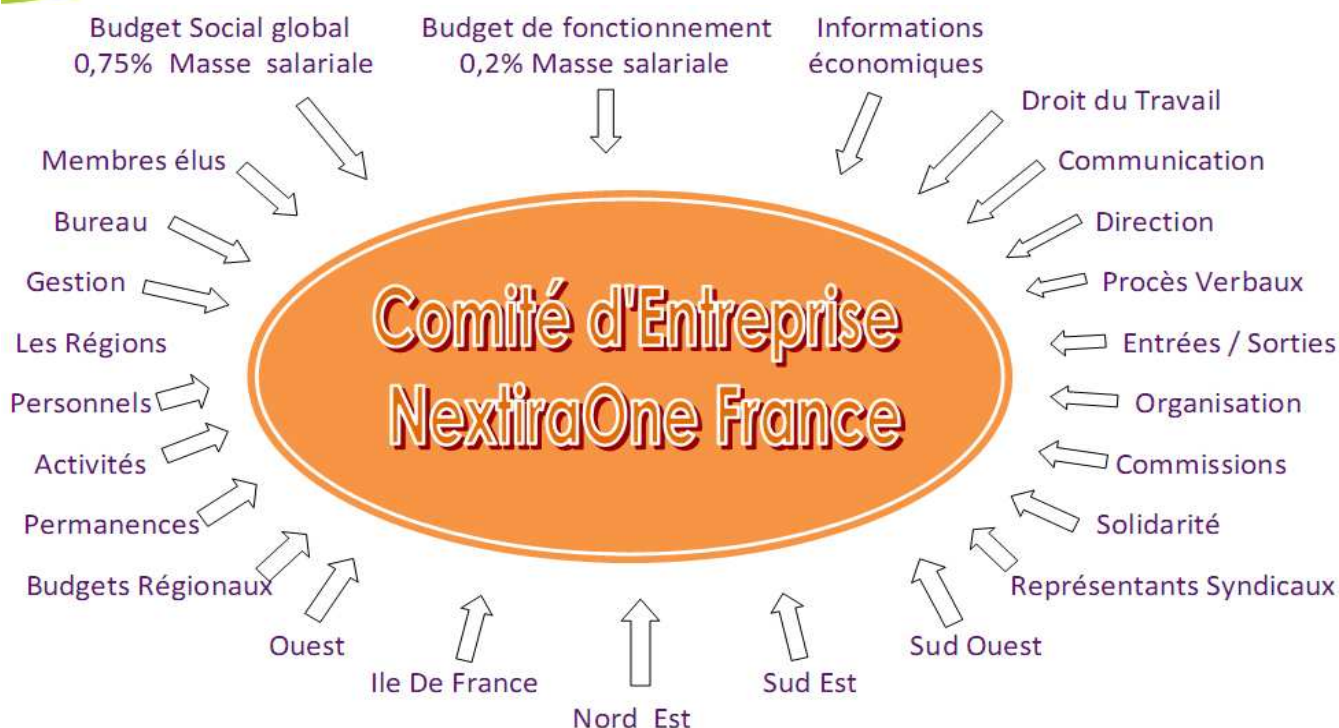 Budget Social global
0,75% Masse salariale
Budget de fonctionnement
0,2% Masse salariale
Informations
économiques
Droit du Travail
Communication
Direction
Procès Verbaux
Entrées / Sorties
Organisation
Commissions
Solidarité
Représentants Syndicaux
Membres élus
Bureau
Gestion
Les Régions
Personnels
Activités
Permanences
Budgets Régionaux
Comité d'Entreprise
NextiraOne France
Ouest
Ile De France
Nord Est
Sud Est
Sud Ouest